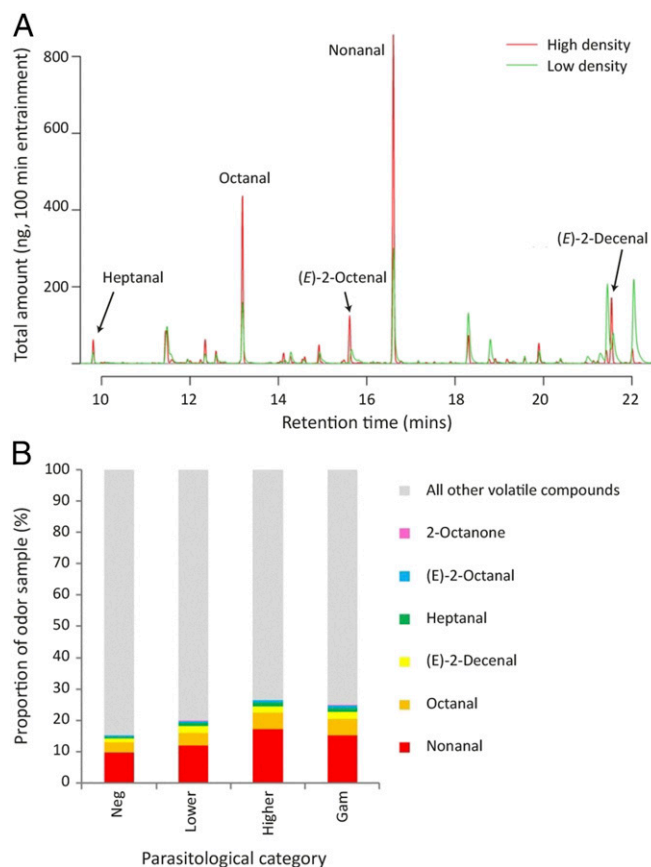 A
Total amount (ng, 100 min entrainment)
800
600
400
200
Heptanal
Octanal
(E)-2-Octenal
Nonanal
(E)-2-Decenal
High density
Low density
10 12 14 16 18 20 22
Retention time (mins)
B
Proportion of odor sample (%)
100
90
80
70
60
50
40
30
20
10
0
Neg
Lower
Higher
Gam
Parasitological category
All other volatile compounds
2-Octanone
(E)-2-Octanal
Heptanal
(E)-2-Decenal
Octanal
Nonanal